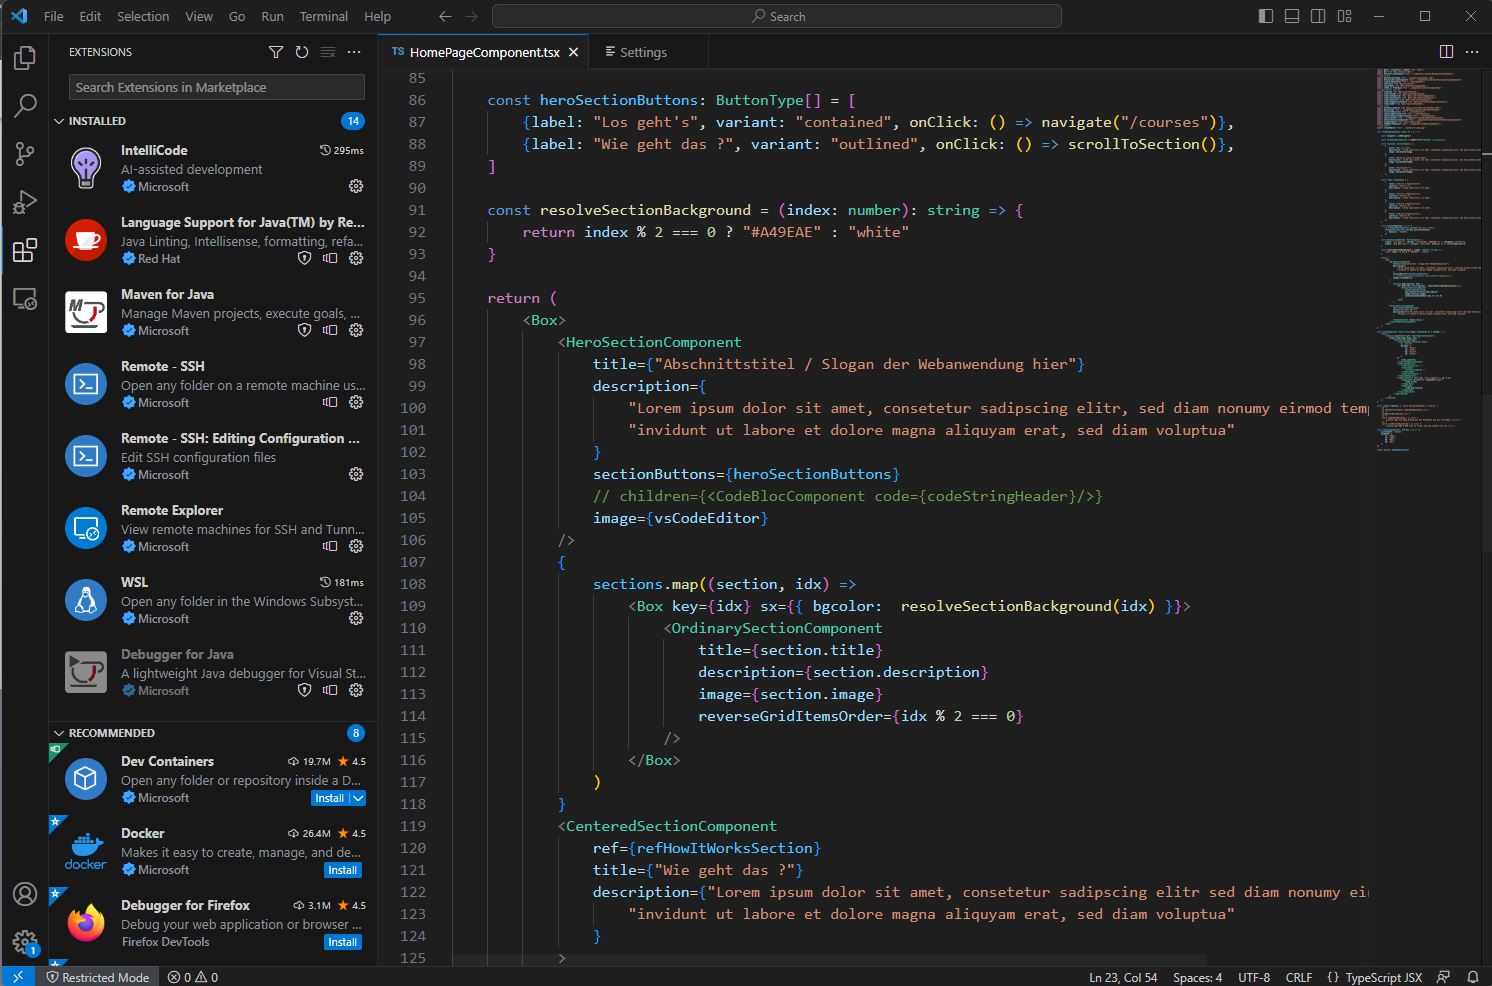 File Edit Selection View Go Run Terminal Help
Search
EXTENSIONS
Search Extensions in Marketplace
INSTALLED 14
IntelliCode 295ms
AI-assisted development
Microsoft
Language Support for Java(TM) by Re...
Java Linting, Intellisense, formatting, refa...
Red Hat
Maven for Java
Manage Maven projects, execute goals, ...
Microsoft
Remote - SSH
Open any folder on a remote machine us...
Microsoft
Remote - SSH: Editing Configuration ...
Edit SSH configuration files
Microsoft
Remote Explorer
View remote machines for SSH and Tunn...
Microsoft
WSL 181ms
Open any folder in the Windows Subsyst...
Microsoft
Debugger for Java
A lightweight Java debugger for Visual St...
Microsoft
RECOMMENDED 8
Dev Containers 19.7M ★ 4.5
Open any folder or repository inside a D...
Microsoft Install
Docker 26.4M ★ 4.5
docker
Makes it easy to create, manage, and de...
Microsoft Install
Debugger for Firefox 3.1M ★ 4.5
Debug your web application or browser ...
Firefox DevTools Install
1
TS HomePageComponent.tsx Settings
85
86 const heroSectionButtons: ButtonType[] = [
87 {label: "Los geht's", variant: "contained", onClick: () => navigate("/courses")},
88 {label: "Wie geht das ?", variant: "outlined", onClick: () => scrollToSection()},
89 ]
90
91 const resolveSectionBackground = (index: number): string => {
92 return index % 2 === 0 ? "#A49EAE" : "white"
93 }
94
95 return (
96 <Box>
97 <HeroSectionComponent
98 title={"Abschnittstitel / Slogan der Webanwendung hier"}
99 description={
100 "Lorem ipsum dolor sit amet, consetetur sadipscing elitr, sed diam nonumy eirmod temp
101 "invidunt ut labore et dolore magna aliquyam erat, sed diam voluptua"
102 }
103 sectionButtons={heroSectionButtons}
104 // children={<CodeBlocComponent code={codeStringHeader}/>}
105 image={vsCodeEditor}
106 />
107 {
108 sections.map((section, idx) =>
109 <Box key={idx} sx={{ bgcolor:  resolveSectionBackground(idx) }}>
110 <OrdinarySectionComponent
111 title={section.title}
112 description={section.description}
113 image={section.image}
114 reverseGridItemsOrder={idx % 2 === 0}
115 />
116 </Box>
117 )
118 }
119 <CenteredSectionComponent
120 ref={refHowItWorksSection}
121 title={"Wie geht das ?"}
122 description={"Lorem ipsum dolor sit amet, consetetur sadipscing elitr sed diam nonumy eir
123 "invidunt ut labore et dolore magna aliquyam erat, sed diam voluptua"
124 }
125 >
Restricted Mode 0 0 Ln 23, Col 54 Spaces: 4 UTF-8 CRLF {} TypeScript JSX